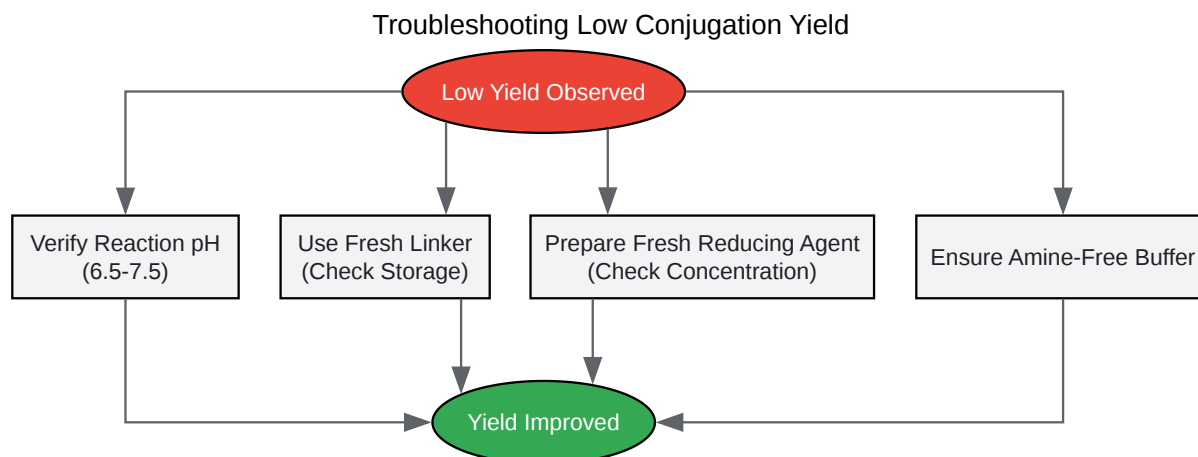 Troubleshooting Low Conjugation Yield
Low Yield Observed
Verify Reaction pH
(6.5-7.5)
Use Fresh Linker
(Check Storage)
Prepare Fresh Reducing Agent
(Check Concentration)
Ensure Amine-Free Buffer
Yield Improved